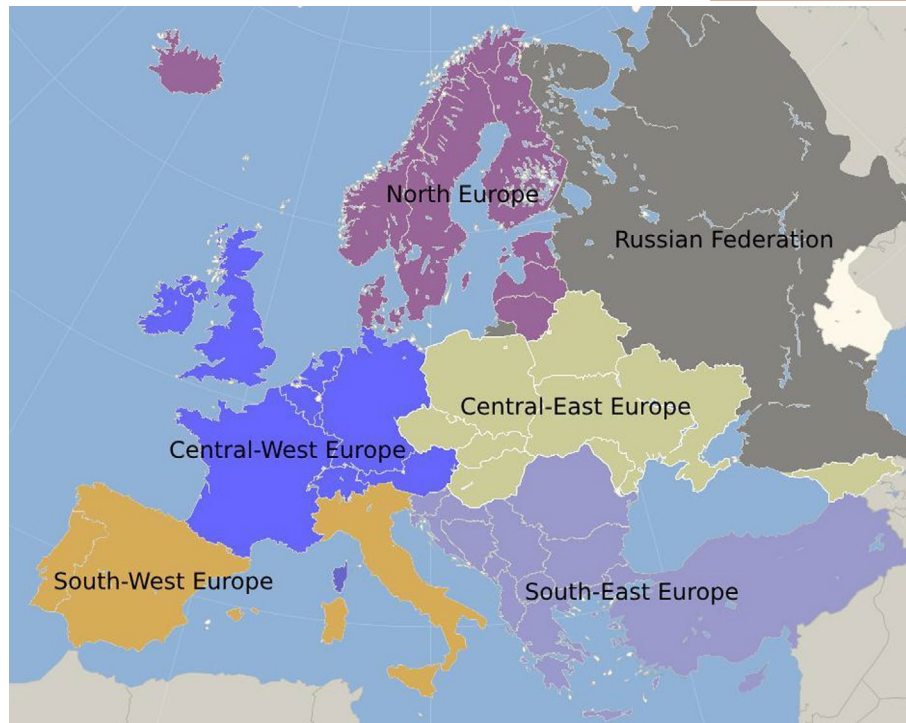 North Europe
Russian Federation
Central-East Europe
Central-West Europe
South-West Europe
South-East Europe